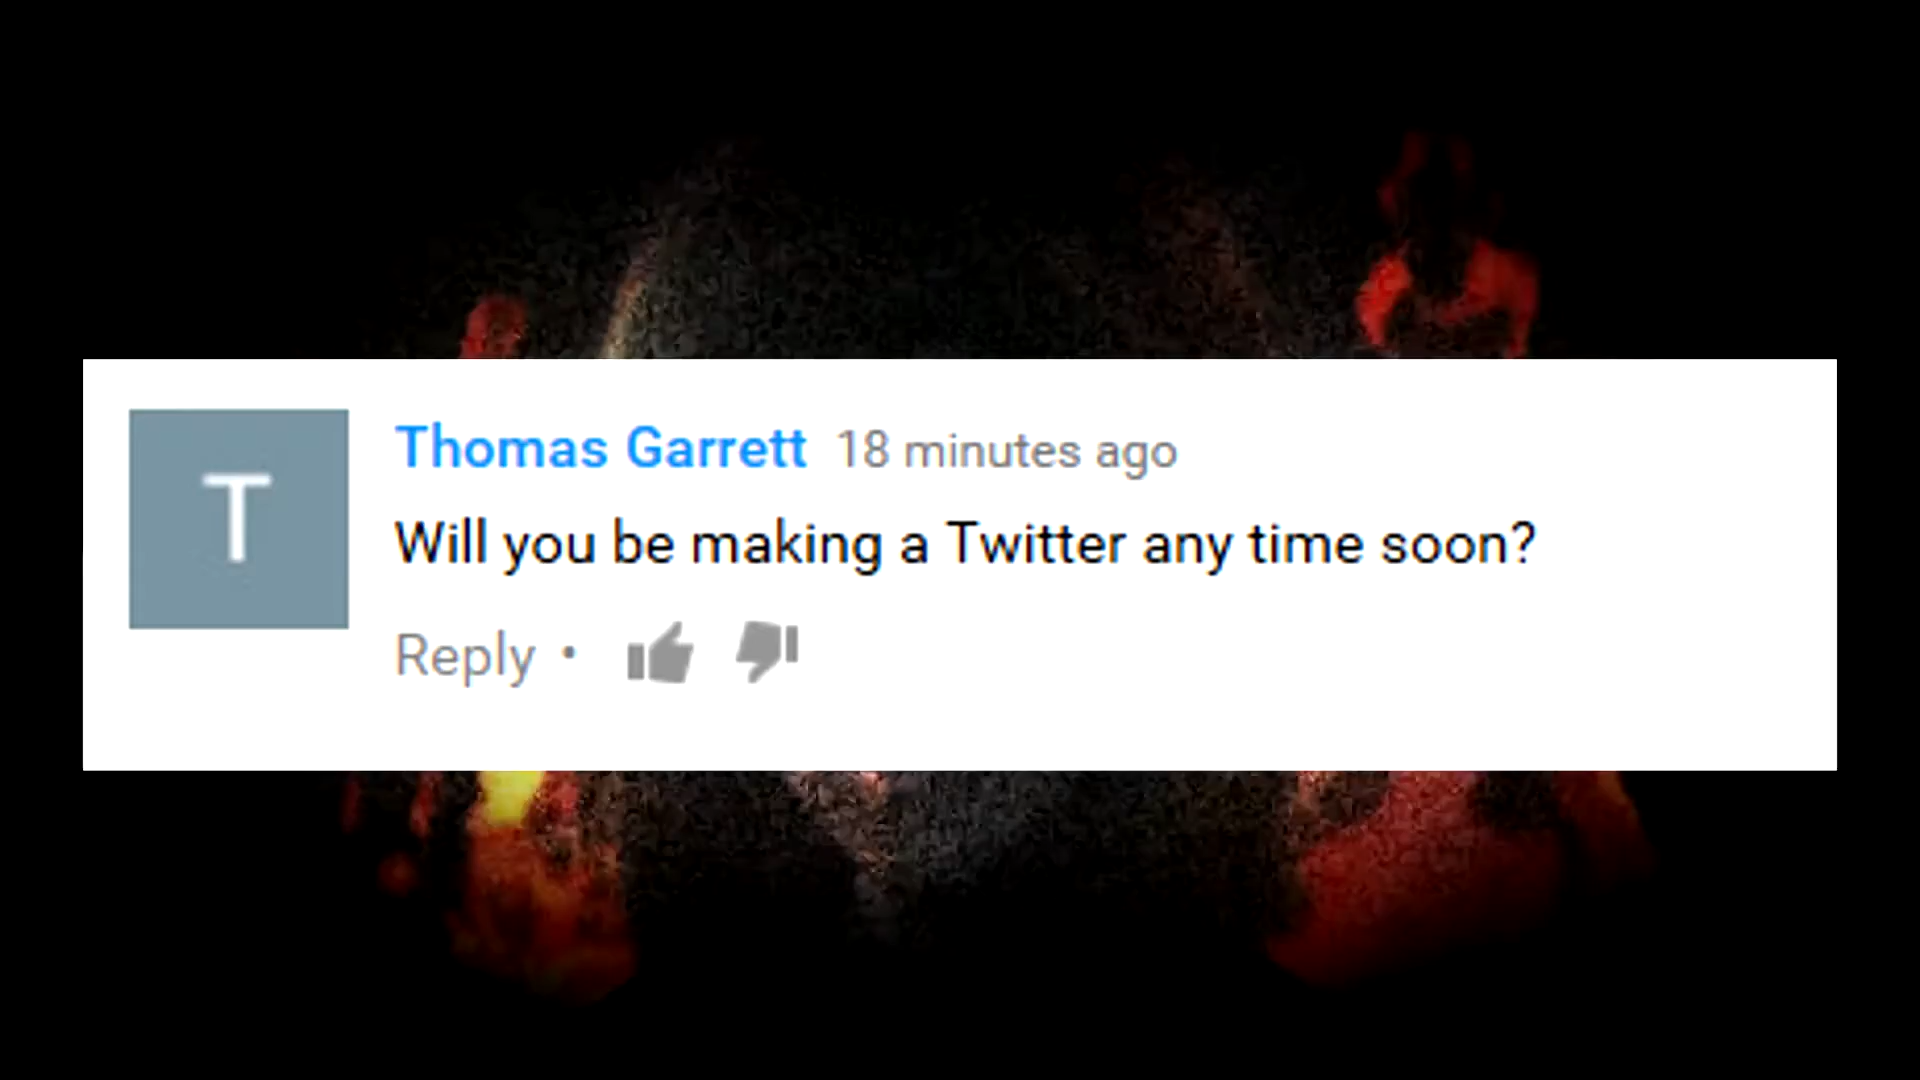 T
Thomas Garrett 18 minutes ago
Will you be making a Twitter any time soon?
Reply •